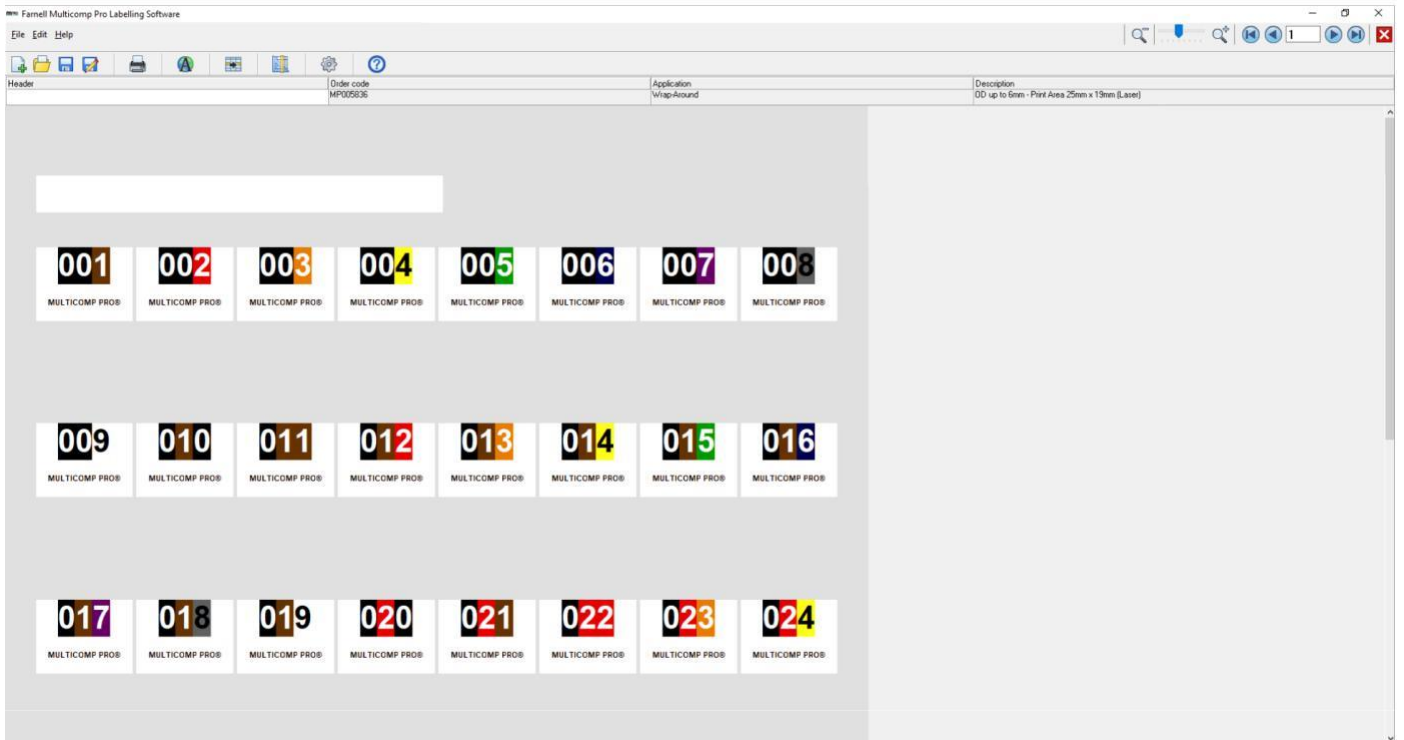 Farnell Multicomp Pro Labelling Software
File Edit Help
1
Header Order code Application Description
MP005836 Wrap-Around OD up to 6mm - Print Area 25mm x 19mm (Laser)
001 002 003 004 005 006 007 008
MULTICOMP PRO® MULTICOMP PRO® MULTICOMP PRO® MULTICOMP PRO® MULTICOMP PRO® MULTICOMP PRO® MULTICOMP PRO® MULTICOMP PRO®
009 010 011 012 013 014 015 016
MULTICOMP PRO® MULTICOMP PRO® MULTICOMP PRO® MULTICOMP PRO® MULTICOMP PRO® MULTICOMP PRO® MULTICOMP PRO® MULTICOMP PRO®
017 018 019 020 021 022 023 024
MULTICOMP PRO® MULTICOMP PRO® MULTICOMP PRO® MULTICOMP PRO® MULTICOMP PRO® MULTICOMP PRO® MULTICOMP PRO® MULTICOMP PRO®